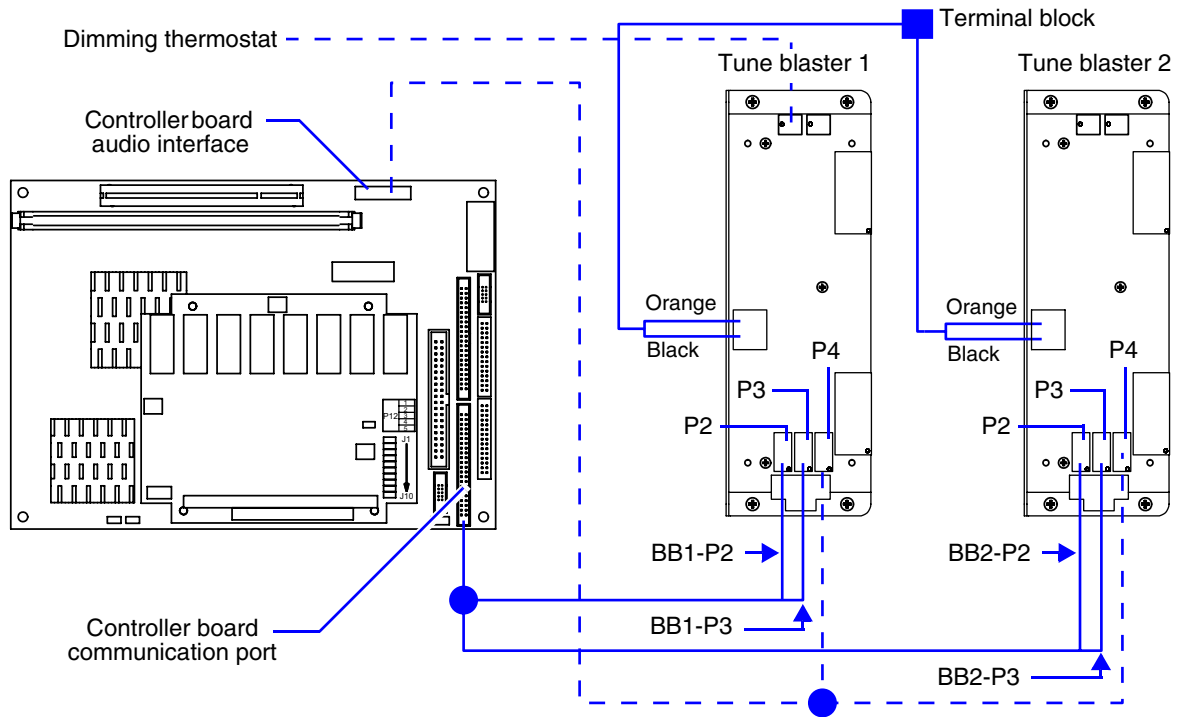 Terminal block
Dimming thermostat
Tune blaster 1
Tune blaster 2
Controller board
audio interface
Orange
Black
Orange
Black
P4
P3
P2
P4
P3
P2
P12
J1
J10
BB1-P2
BB2-P2
BB1-P3
BB2-P3
Controller board
communication port